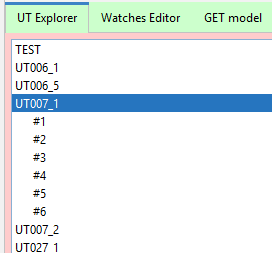 UT Explorer Watches Editor GET model
TEST
UT006_1
UT006_5
UT007_1
#1
#2
#3
#4
#5
#6
UT007_2
UT027_1